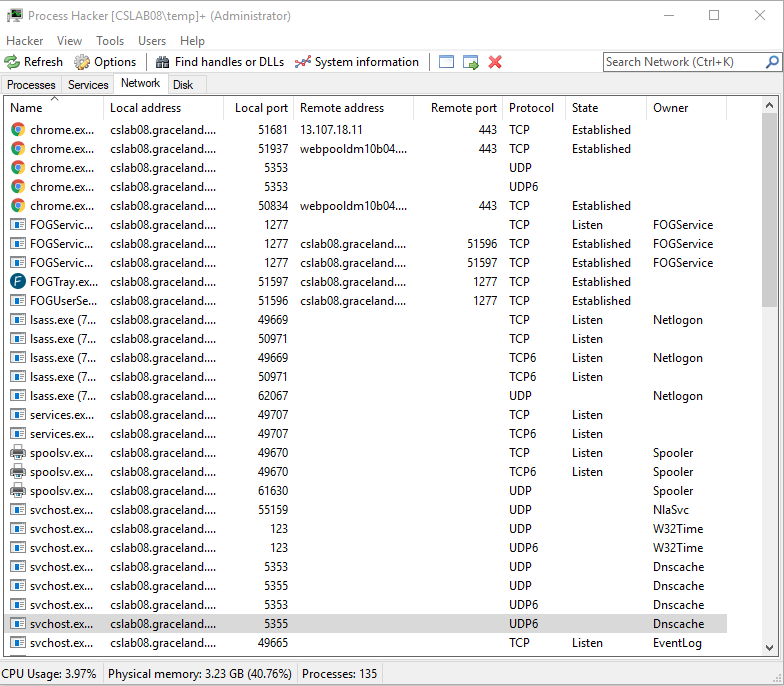 Process Hacker [CSLAB08\temp]+ (Administrator)
Hacker View Tools Users Help
Refresh Options Find handles or DLLs System information Search Network (Ctrl+K)
Processes Services Network Disk
Name Local address Local port Remote address Remote port Protocol State Owner
chrome.ex... cslab08.graceland.... 51681 13.107.18.11 443 TCP Established
chrome.ex... cslab08.graceland.... 51937 webpooldm10b04.... 443 TCP Established
chrome.ex... cslab08.graceland.... 5353 UDP
chrome.ex... cslab08.graceland.... 5353 UDP6
chrome.ex... cslab08.graceland.... 50834 webpooldm10b04.... 443 TCP Established
FOGServic... cslab08.graceland.... 1277 TCP Listen FOGService
FOGServic... cslab08.graceland.... 1277 cslab08.graceland.... 51596 TCP Established FOGService
FOGServic... cslab08.graceland.... 1277 cslab08.graceland.... 51597 TCP Established FOGService
FOGTray.ex... cslab08.graceland.... 51597 cslab08.graceland.... 1277 TCP Established
FOGUserSe... cslab08.graceland.... 51596 cslab08.graceland.... 1277 TCP Established
lsass.exe (7... cslab08.graceland.... 49669 TCP Listen Netlogon
lsass.exe (7... cslab08.graceland.... 50971 TCP Listen
lsass.exe (7... cslab08.graceland.... 49669 TCP6 Listen Netlogon
lsass.exe (7... cslab08.graceland.... 50971 TCP6 Listen
lsass.exe (7... cslab08.graceland.... 62067 UDP Netlogon
services.ex... cslab08.graceland.... 49707 TCP Listen
services.ex... cslab08.graceland.... 49707 TCP6 Listen
spoolsv.ex... cslab08.graceland.... 49670 TCP Listen Spooler
spoolsv.ex... cslab08.graceland.... 49670 TCP6 Listen Spooler
spoolsv.ex... cslab08.graceland.... 61630 UDP Spooler
svchost.ex... cslab08.graceland.... 55159 UDP NlaSvc
svchost.ex... cslab08.graceland.... 123 UDP W32Time
svchost.ex... cslab08.graceland.... 123 UDP6 W32Time
svchost.ex... cslab08.graceland.... 5353 UDP Dnscache
svchost.ex... cslab08.graceland.... 5355 UDP Dnscache
svchost.ex... cslab08.graceland.... 5353 UDP6 Dnscache
svchost.ex... cslab08.graceland.... 5355 UDP6 Dnscache
svchost.ex... cslab08.graceland.... 49665 TCP Listen EventLog
CPU Usage: 3.97% Physical memory: 3.23 GB (40.76%) Processes: 135